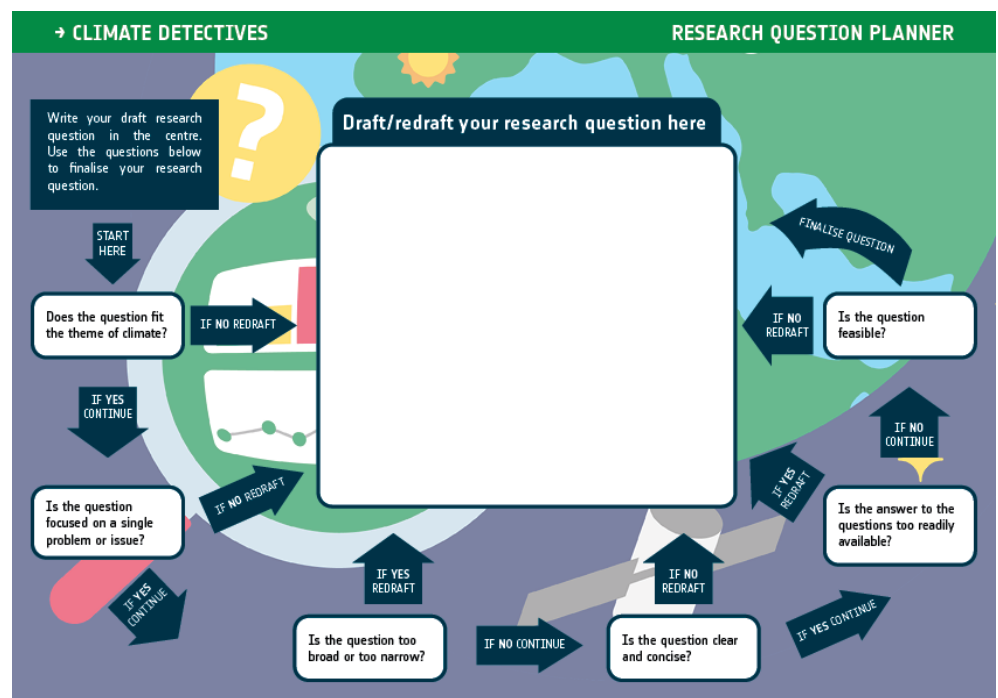 → CLIMATE DETECTIVES
RESEARCH QUESTION PLANNER
Write your draft research
question in the centre.
Use the questions below
to finalise your research
question.
?
Draft/redraft your research question here
START
HERE
Does the question fit
the theme of climate?
IF NO REDRAFT
IF YES
CONTINUE
Is the question
focused on a single
problem or issue?
IF NO REDRAFT
IF YES
CONTINUE
Is the question too
broad or too narrow?
IF YES
REDRAFT
IF NO CONTINUE
Is the question clear
and concise?
IF NO
REDRAFT
IF YES CONTINUE
Is the answer to the
questions too readily
available?
IF YES
REDRAFT
IF NO
CONTINUE
Is the question
feasible?
IF NO
REDRAFT
FINALISE QUESTION